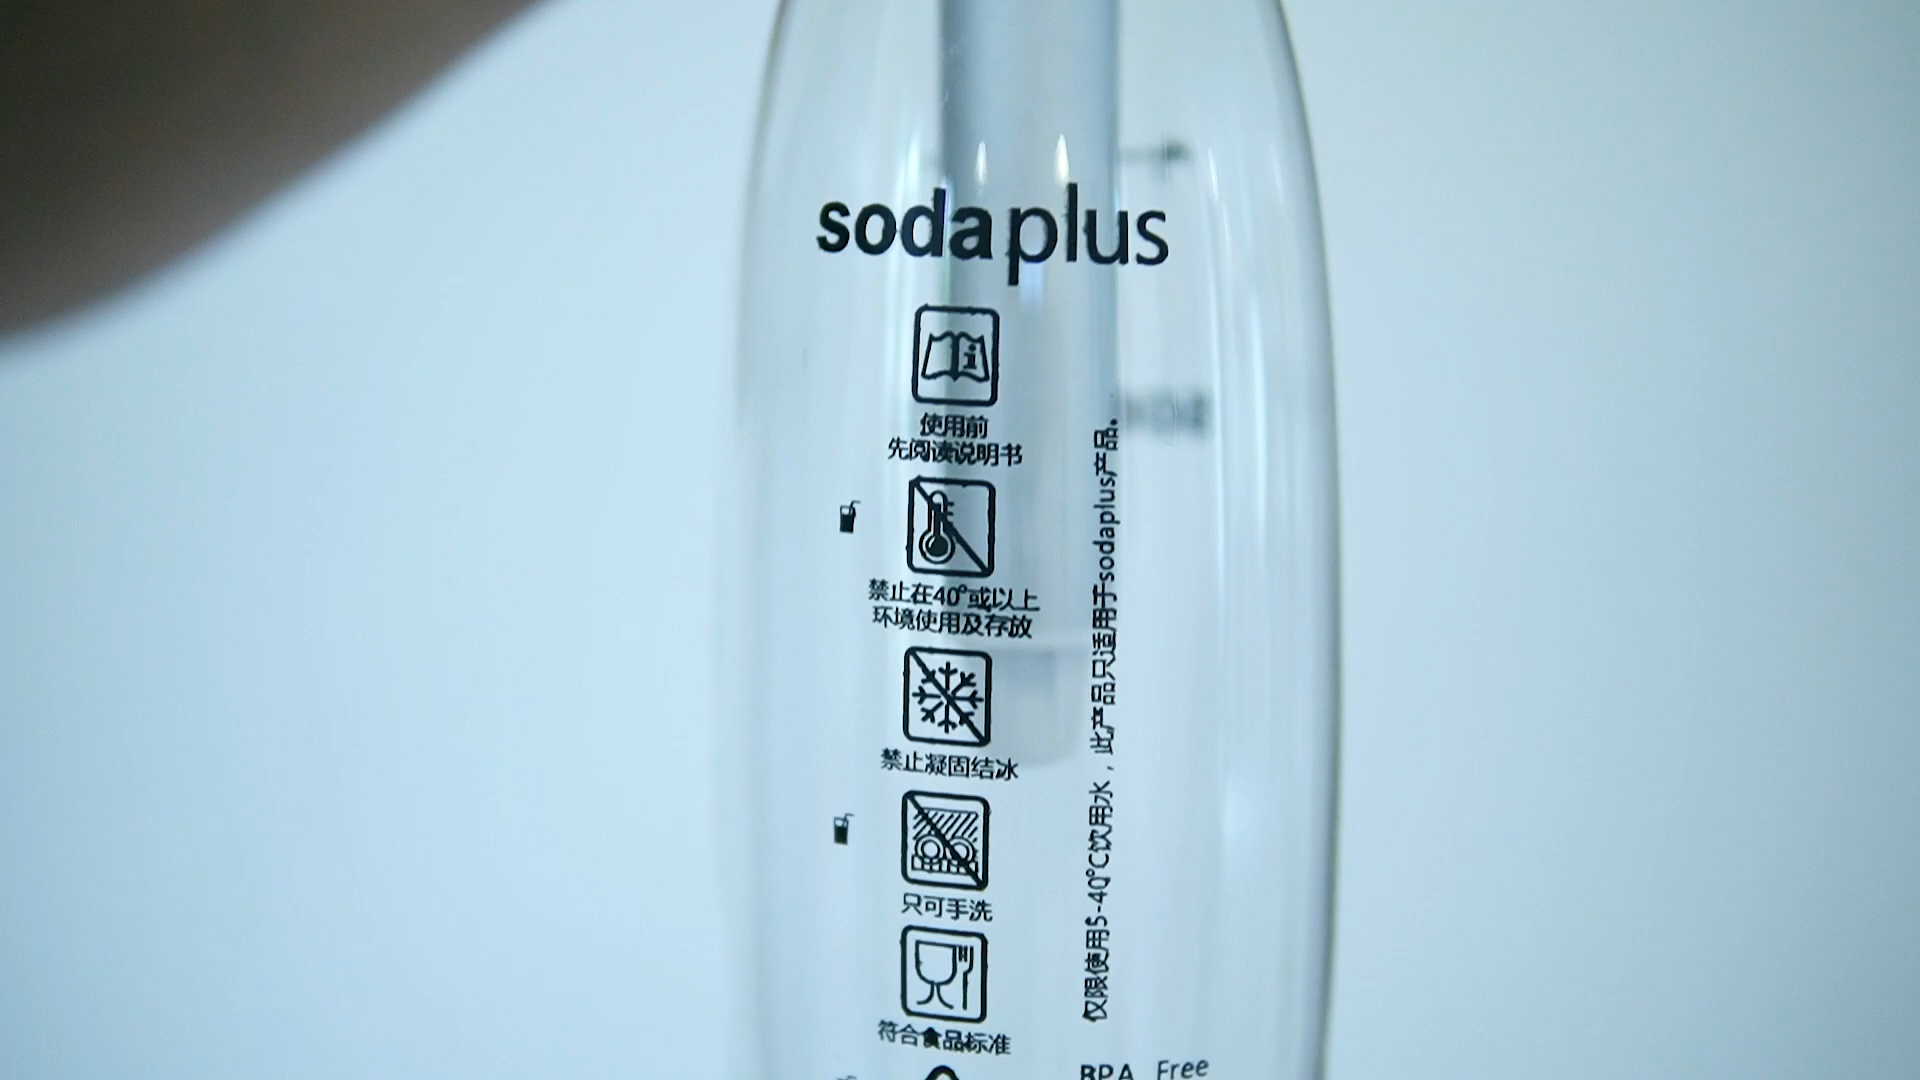 sodaplus
使用前
先阅读说明书
禁止在40°或以上
环境使用及存放
禁止凝固结冰
只可手洗
符合食品标准
仅限使用5-40°C饮用水，此产品只适用于sodaplus产品。
BPA Free